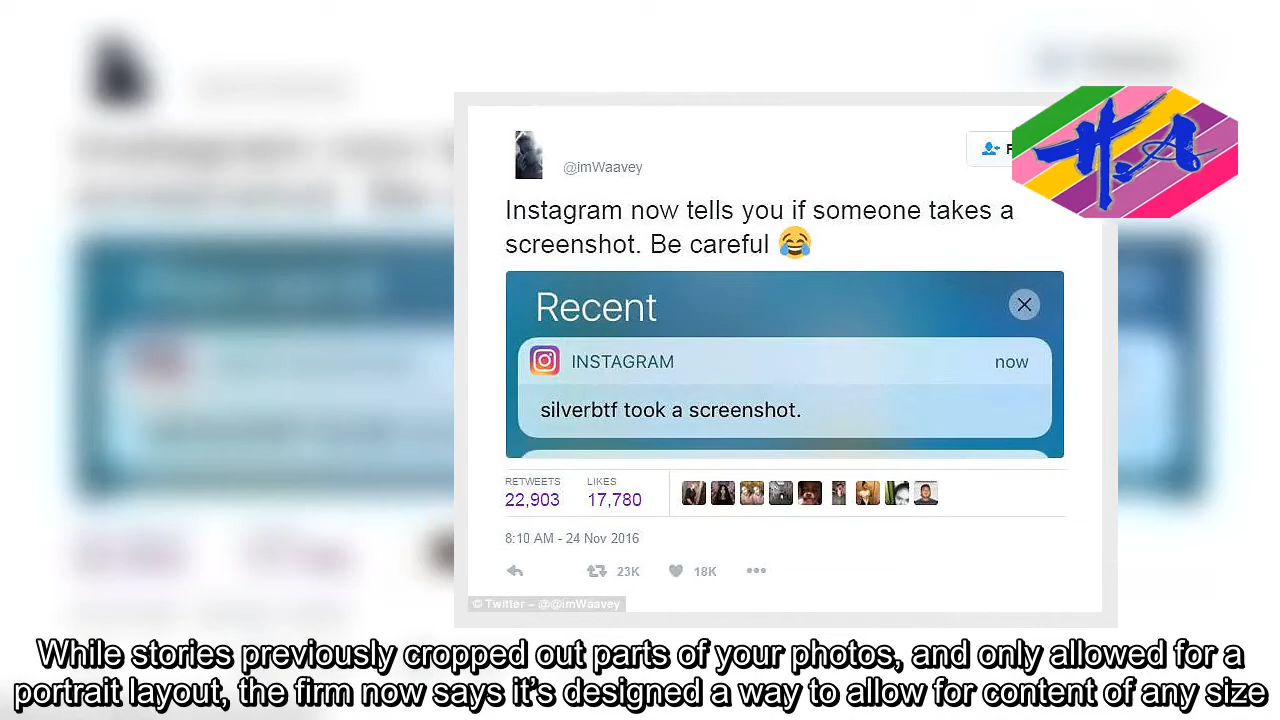 @imWaavey
F
Instagram now tells you if someone takes a
screenshot. Be careful 😂
Recent
INSTAGRAM
now
silverbtf took a screenshot.
RETWEETS
LIKES
22,903
17,780
8:10 AM - 24 Nov 2016
23K
18K
© Twitter – @@imWaavey
H.A
While stories previously cropped out parts of your photos, and only allowed for a
portrait layout, the firm now says it's designed a way to allow for content of any size